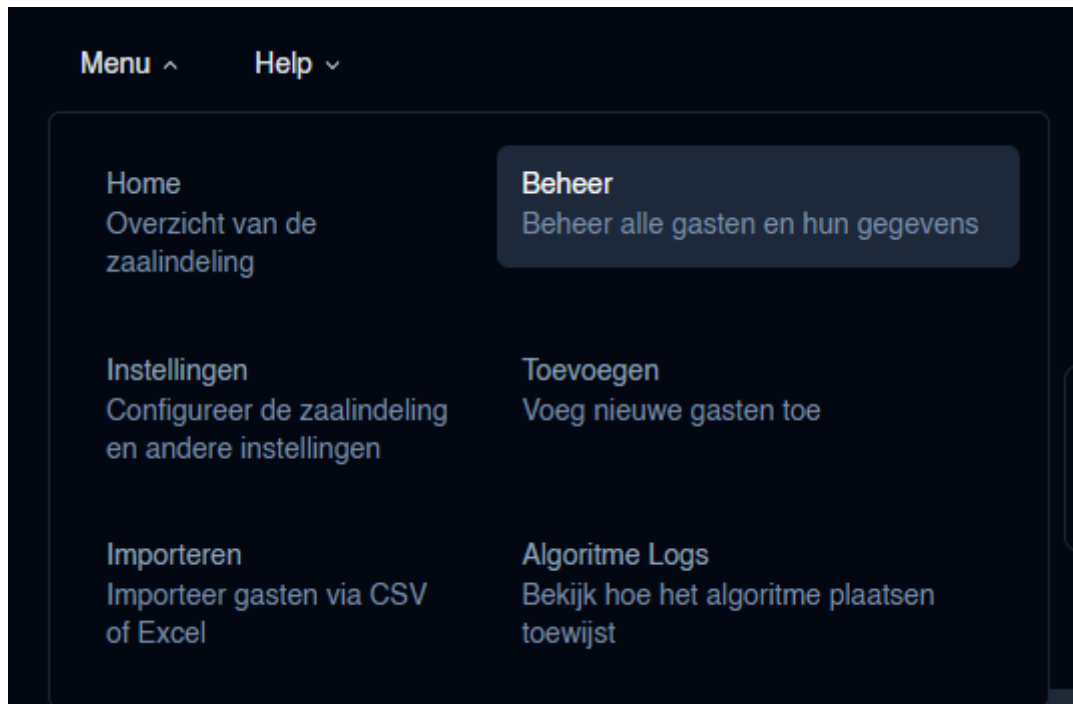 Menu
Help
Home
Overzicht van de
zaalindeling
Beheer
Beheer alle gasten en hun gegevens
Instellingen
Configureer de zaalindeling
en andere instellingen
Toevoegen
Voeg nieuwe gasten toe
Importeren
Importeer gasten via CSV
of Excel
Algoritme Logs
Bekijk hoe het algoritme plaatsen
toewijst